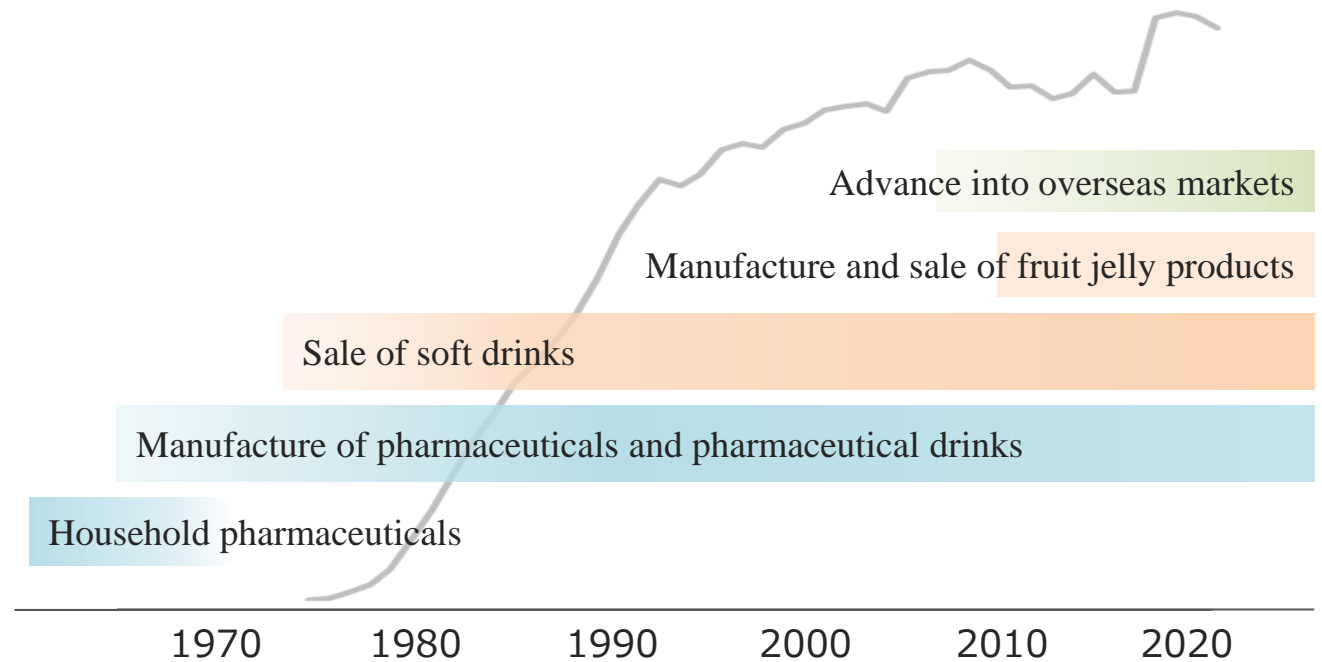 Advance into overseas markets
Manufacture and sale of fruit jelly products
Sale of soft drinks
Manufacture of pharmaceuticals and pharmaceutical drinks
Household pharmaceuticals
1970 1980 1990 2000 2010 2020